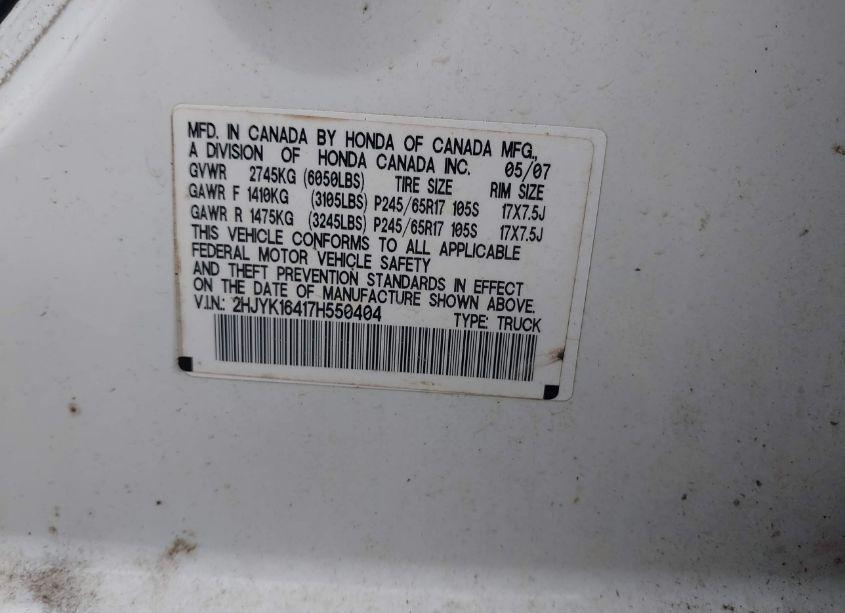 MFD. IN CANADA BY HONDA OF CANADA MFG.,
A DIVISION OF HONDA CANADA INC. 05/07
GVWR 2745KG (6050LBS) TIRE SIZE RIM SIZE
GAWR F 1410KG (3105LBS) P245/65R17 105S 17X7.5J
GAWR R 1475KG (3245LBS) P245/65R17 105S 17X7.5J
THIS VEHICLE CONFORMS TO ALL APPLICABLE
FEDERAL MOTOR VEHICLE SAFETY
AND THEFT PREVENTION STANDARDS IN EFFECT
ON THE DATE OF MANUFACTURE SHOWN ABOVE.
V.I.N: 2HJYK16417H550404 TYPE: TRUCK